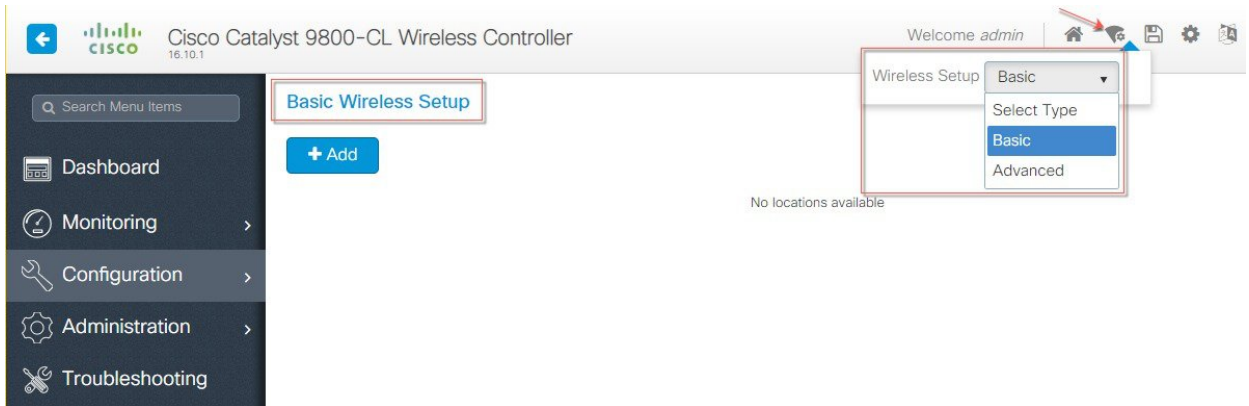 CISCO
Cisco Catalyst 9800-CL Wireless Controller
16.10.1
Welcome admin
Search Menu Items
Dashboard
Monitoring
Configuration
Administration
Troubleshooting
Basic Wireless Setup
+ Add
No locations available
Wireless Setup Basic
Select Type
Basic
Advanced